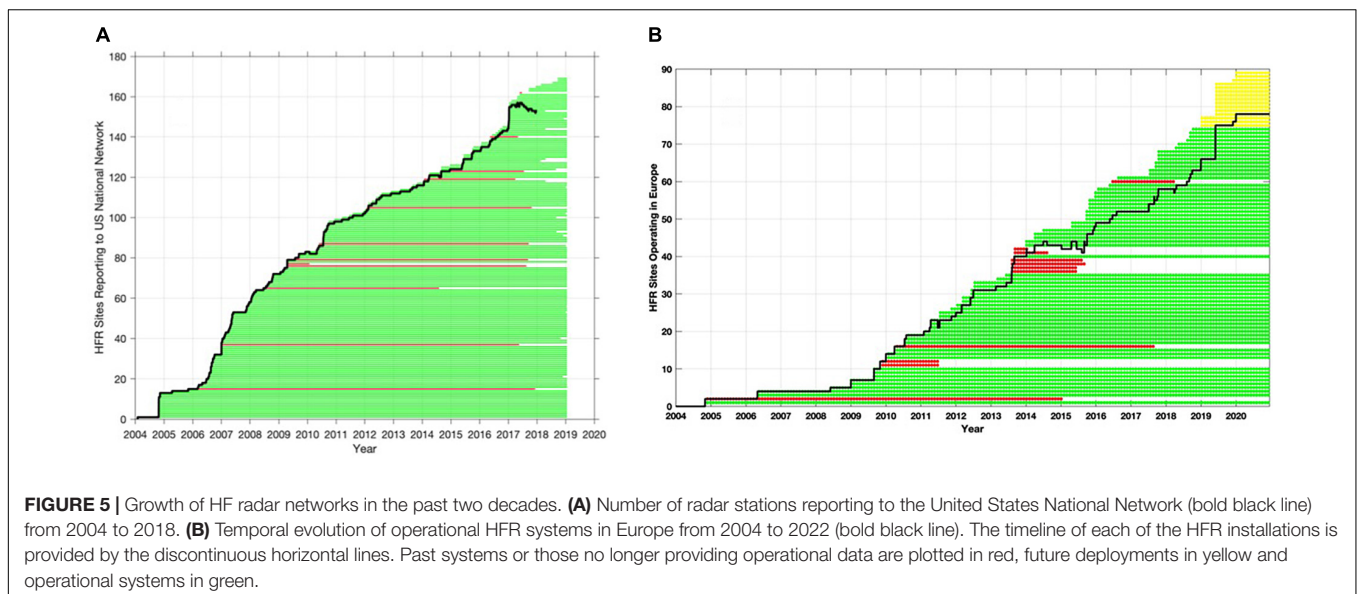 A
HFR Sites Reporting to US National Network
180
160
140
120
100
80
60
40
20
0
2004 2005 2006 2007 2008 2009 2010 2011 2012 2013 2014 2015 2016 2017 2018 2019 2020
Year
B
HFR Sites Operating in Europe
90
80
70
60
50
40
30
20
10
0
2004 2005 2006 2007 2008 2009 2010 2011 2012 2013 2014 2015 2016 2017 2018 2019 2020
Year
FIGURE 5 | Growth of HF radar networks in the past two decades. (A) Number of radar stations reporting to the United States National Network (bold black line)
from 2004 to 2018. (B) Temporal evolution of operational HFR systems in Europe from 2004 to 2022 (bold black line). The timeline of each of the HFR installations is
provided by the discontinuous horizontal lines. Past systems or those no longer providing operational data are plotted in red, future deployments in yellow and
operational systems in green.